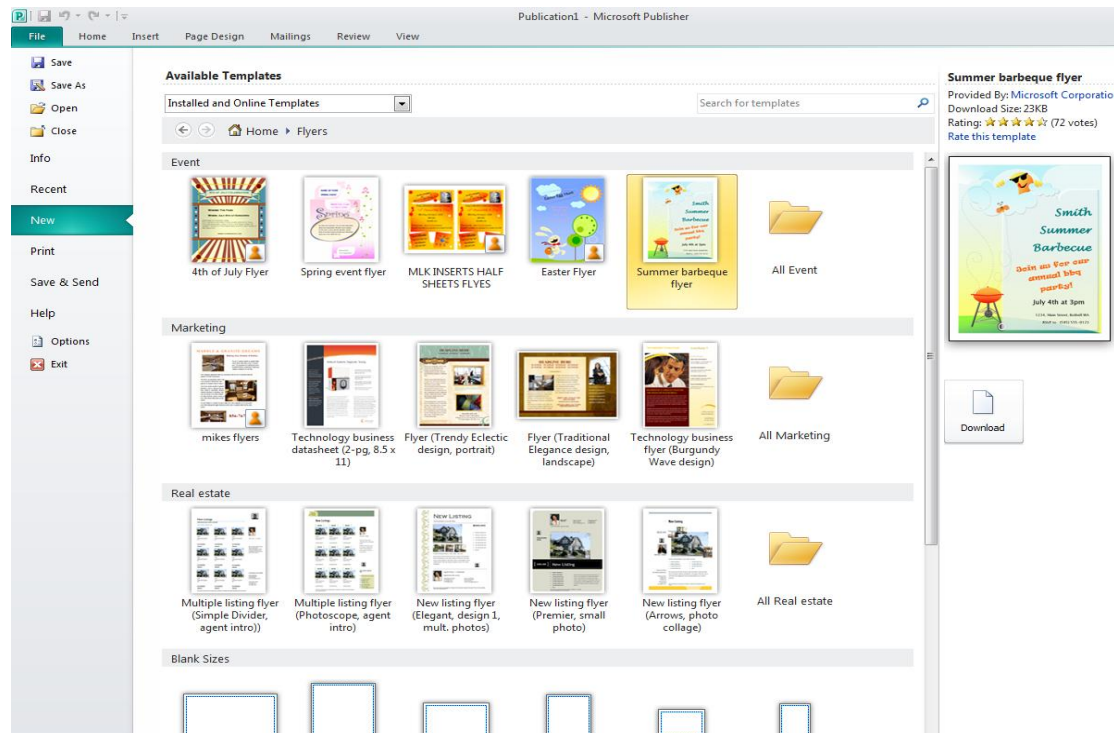 Publication1 - Microsoft Publisher
File Home Insert Page Design Mailings Review View
Save
Save As
Open
Close
Info
Recent
New
Print
Save & Send
Help
Options
Exit
Available Templates
Installed and Online Templates
Search for templates
Home Flyers
Event
4th of July Flyer
Spring event flyer
MLK INSERTS HALF
SHEETS FLYES
Easter Flyer
Summer barbeque
flyer
All Event
Marketing
mikes flyers
Technology business
datasheet (2-pg, 8.5 x
11)
Flyer (Trendy Eclectic
design, portrait)
Flyer (Traditional
Elegance design,
landscape)
Technology business
flyer (Burgundy
Wave design)
All Marketing
Real estate
Multiple listing flyer
(Simple Divider,
agent intro))
Multiple listing flyer
(Photoscope, agent
intro)
New listing flyer
(Elegant, design 1,
mult. photos)
New listing flyer
(Premier, small
photo)
New listing flyer
(Arrows, photo
collage)
All Real estate
Blank Sizes
Summer barbeque flyer
Provided By: Microsoft Corporatio
Download Size: 23KB
Rating: (72 votes)
Rate this template
Smith
Summer
Barbecue
Join us for our
annual bbq
party!
July 4th at 3pm
Download